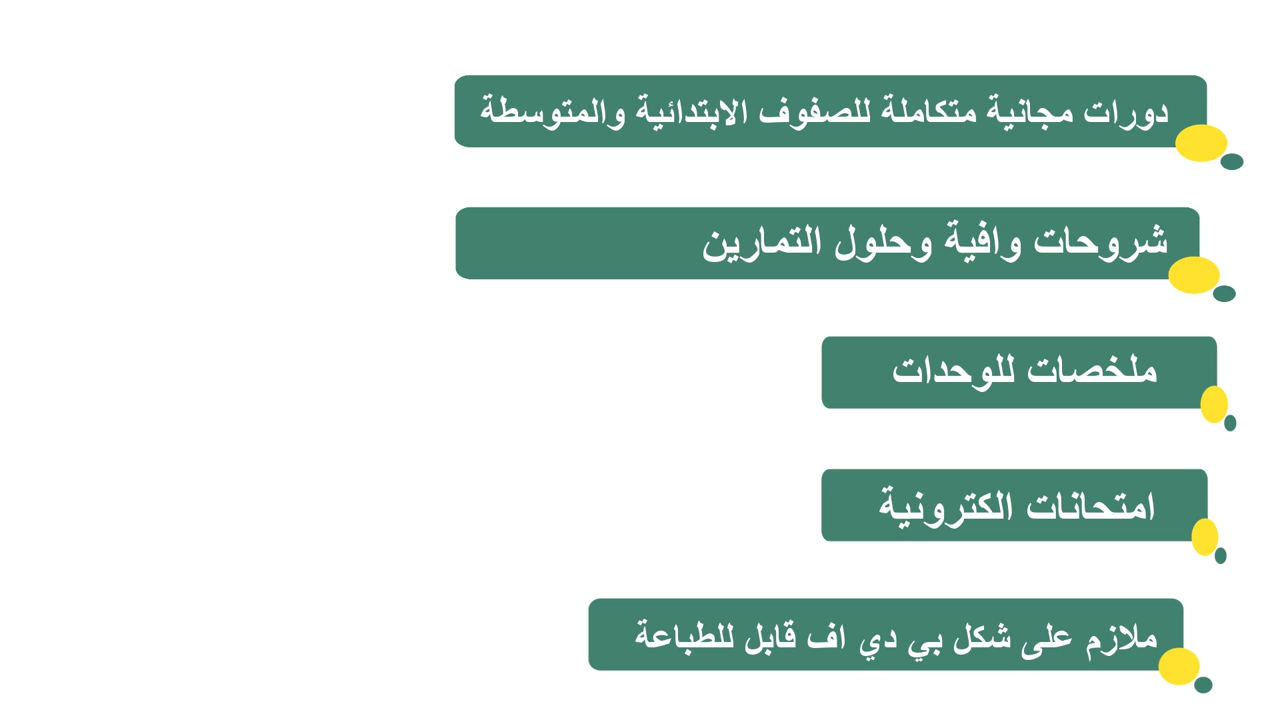 دورات مجانية متكاملة للصفوف الابتدائية والمتوسطة
شروحات وافية وحلول التمارين
ملخصات للوحدات
امتحانات الكترونية
ملازم على شكل بي دي اف قابل للطباعة